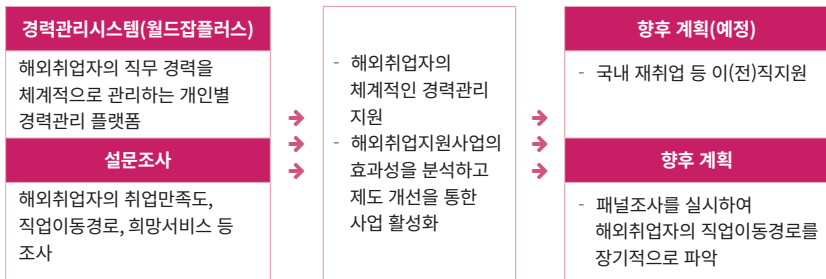 경력관리시스템(월드잡플러스)
해외취업자의 직무 경력을
체계적으로 관리하는 개인별
경력관리 플랫폼
설문조사
해외취업자의 취업만족도,
직업이동경로, 희망서비스 등
조사
- 해외취업자의
체계적인 경력관리
지원
- 해외취업지원사업의
효과성을 분석하고
제도 개선을 통한
사업 활성화
향후 계획(예정)
- 국내 재취업 등 이(전)직지원
향후 계획
- 패널조사를 실시하여
해외취업자의 직업이동경로를
장기적으로 파악